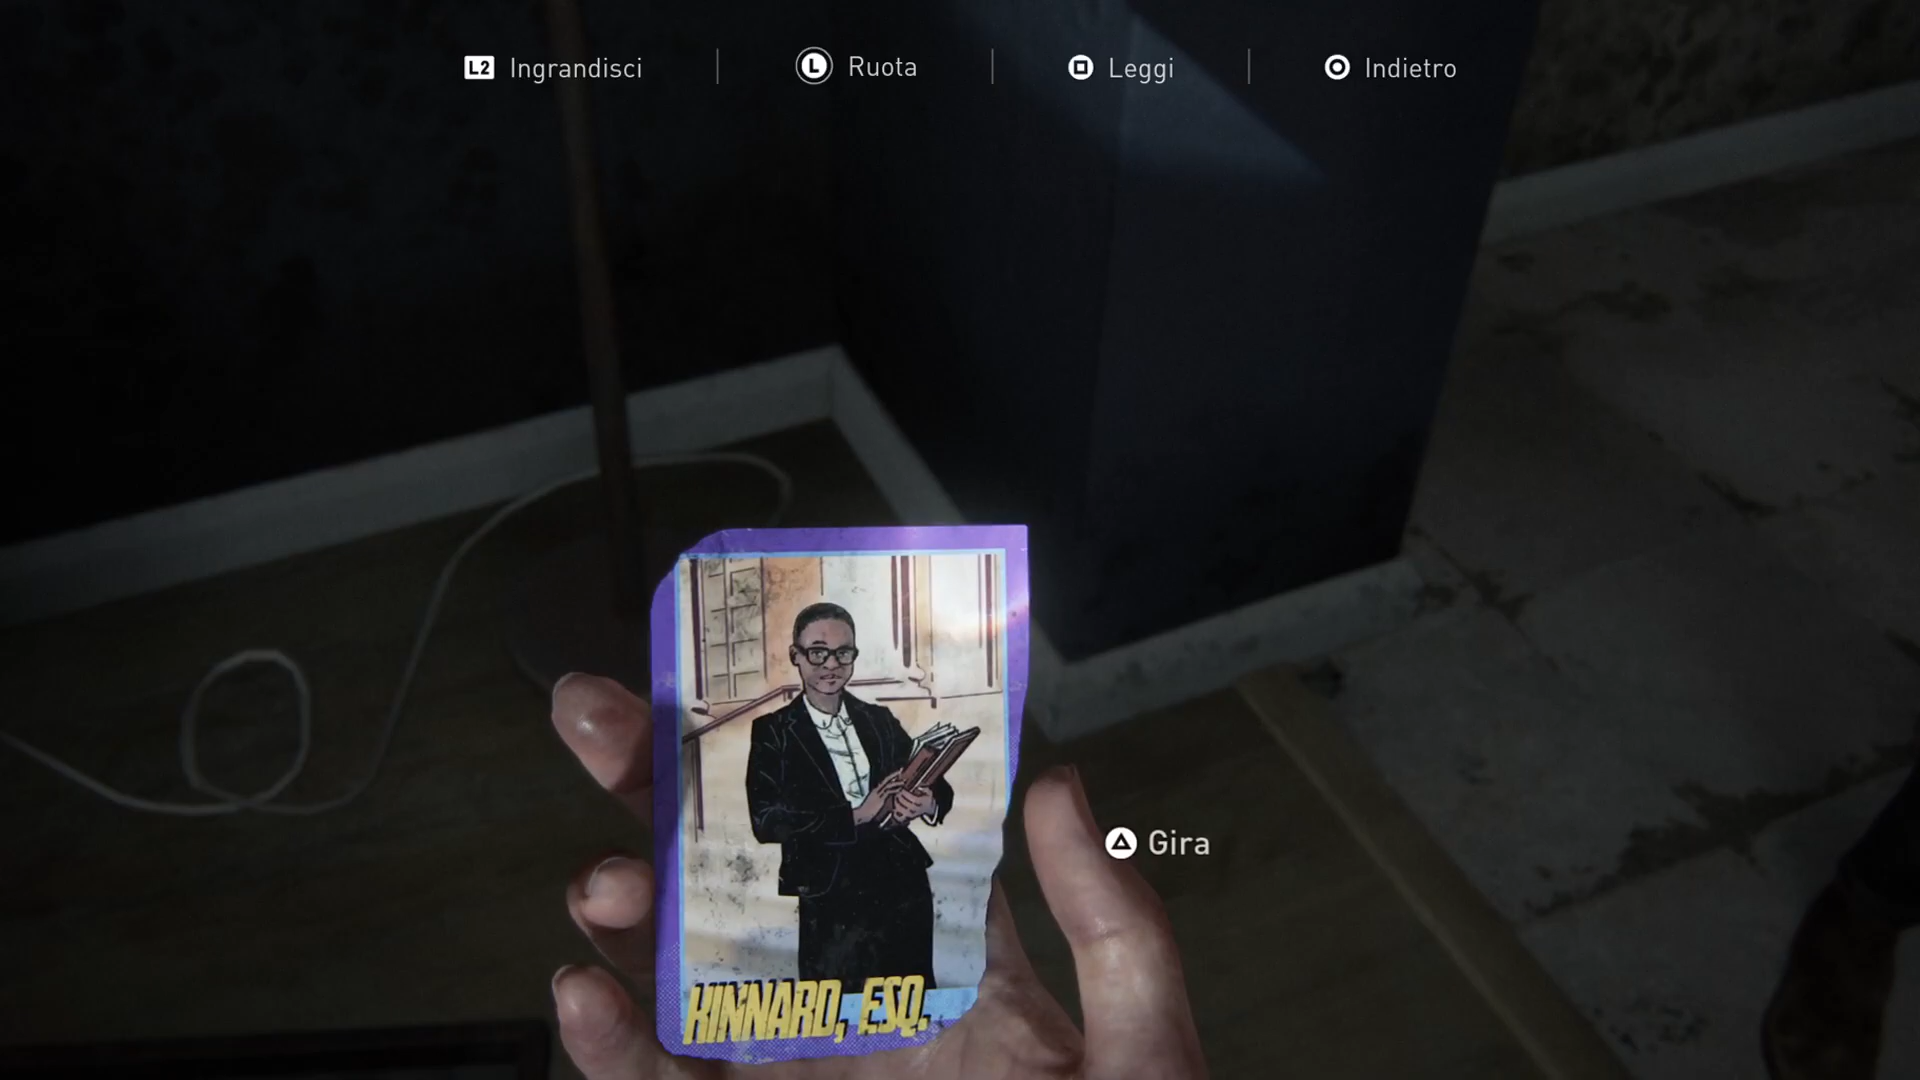 L2 Ingrandisci
L Ruota
Leggi
Indietro
Gira
KINNARD, ESQ.